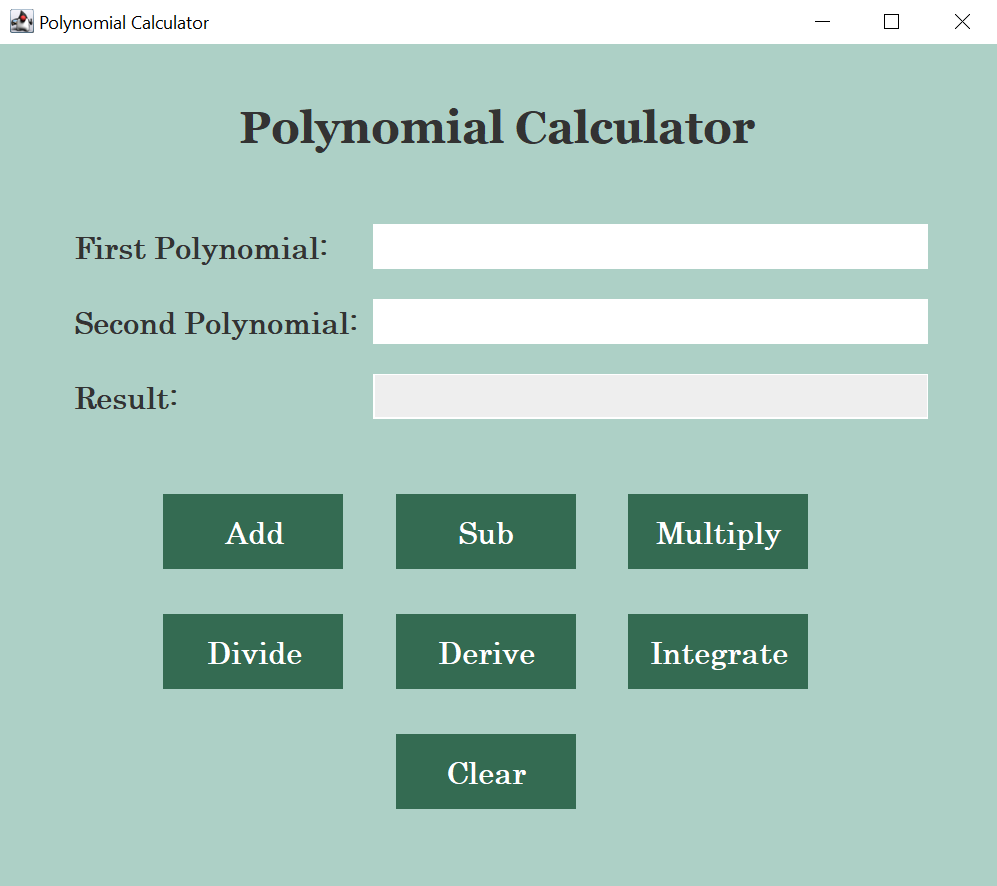 Polynomial Calculator
Polynomial Calculator
First Polynomial:
Second Polynomial:
Result:
Add Sub Multiply
Divide Derive Integrate
Clear